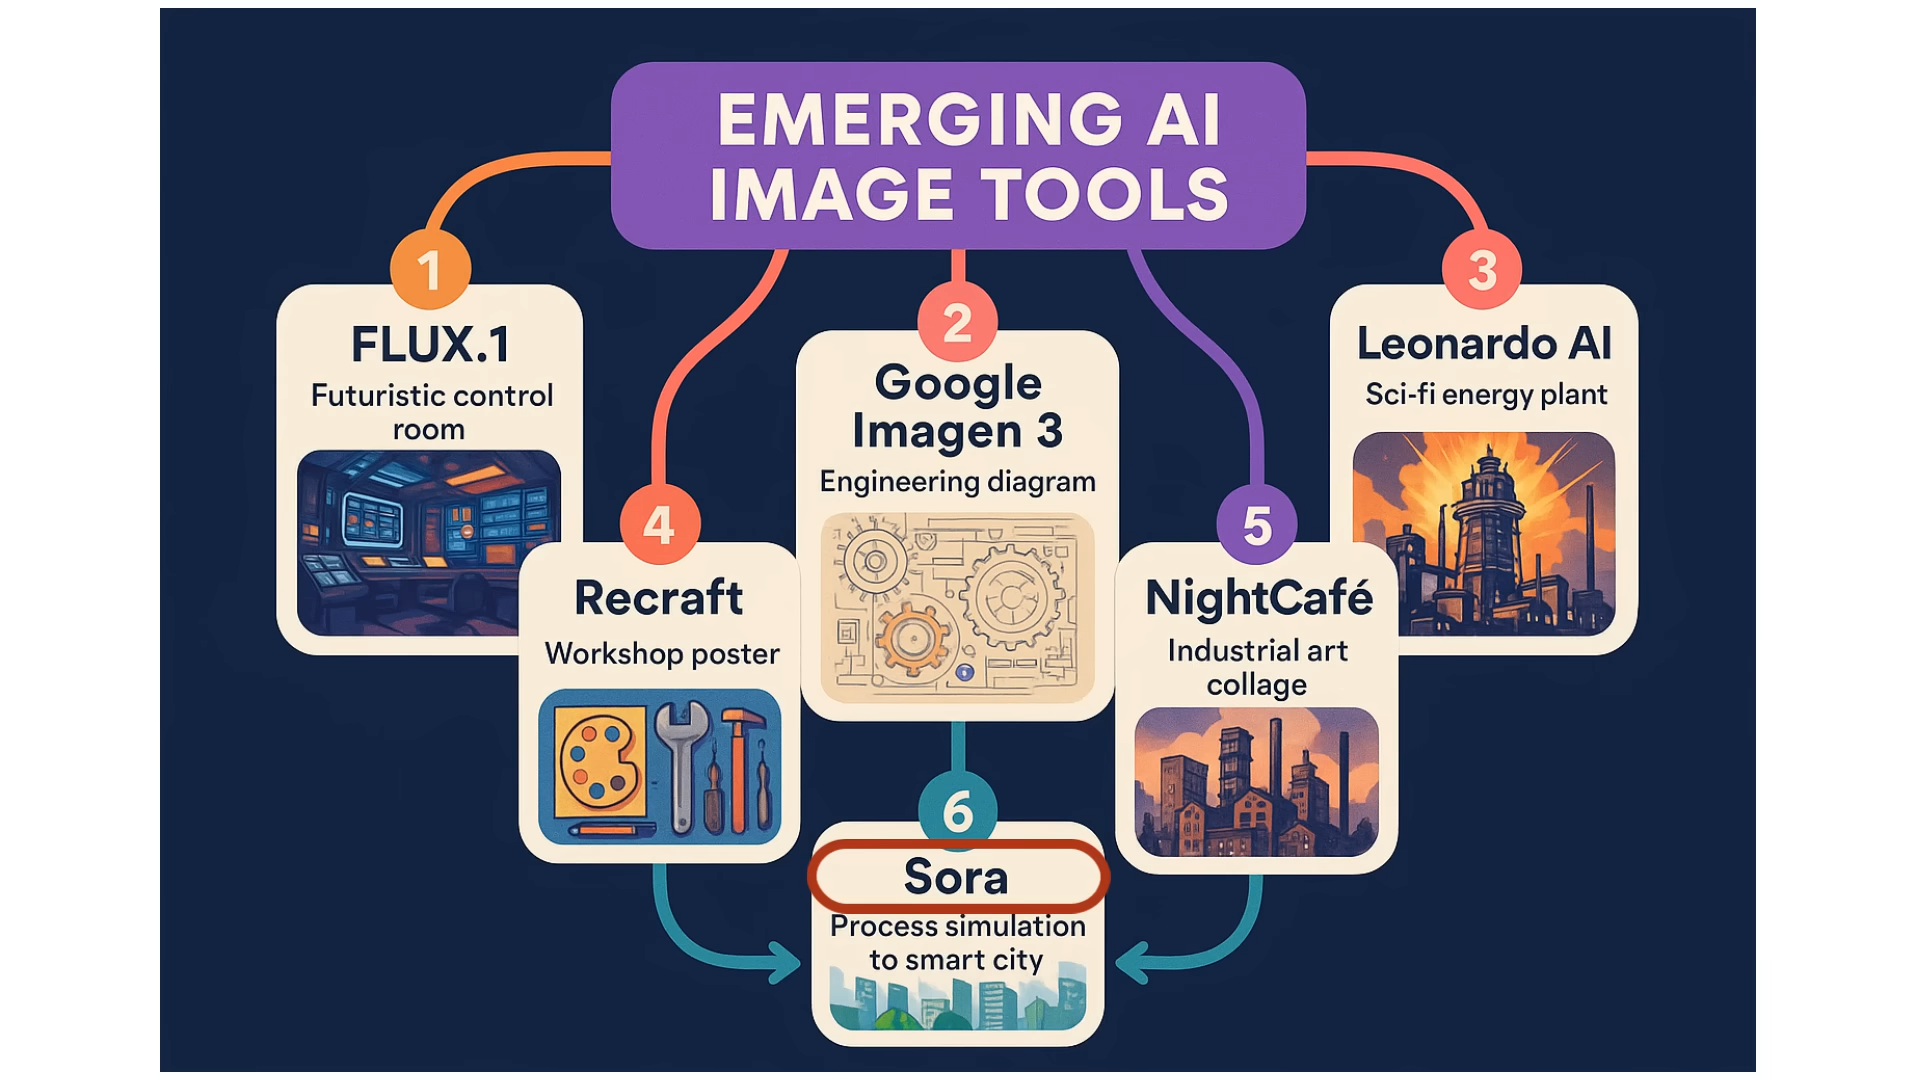 EMERGING AI
IMAGE TOOLS
1
FLUX.1
Futuristic control
room
2
Google
Imagen 3
Engineering diagram
3
Leonardo AI
Sci-fi energy plant
4
Recraft
Workshop poster
5
NightCafé
Industrial art
collage
6
Sora
Process simulation
to smart city